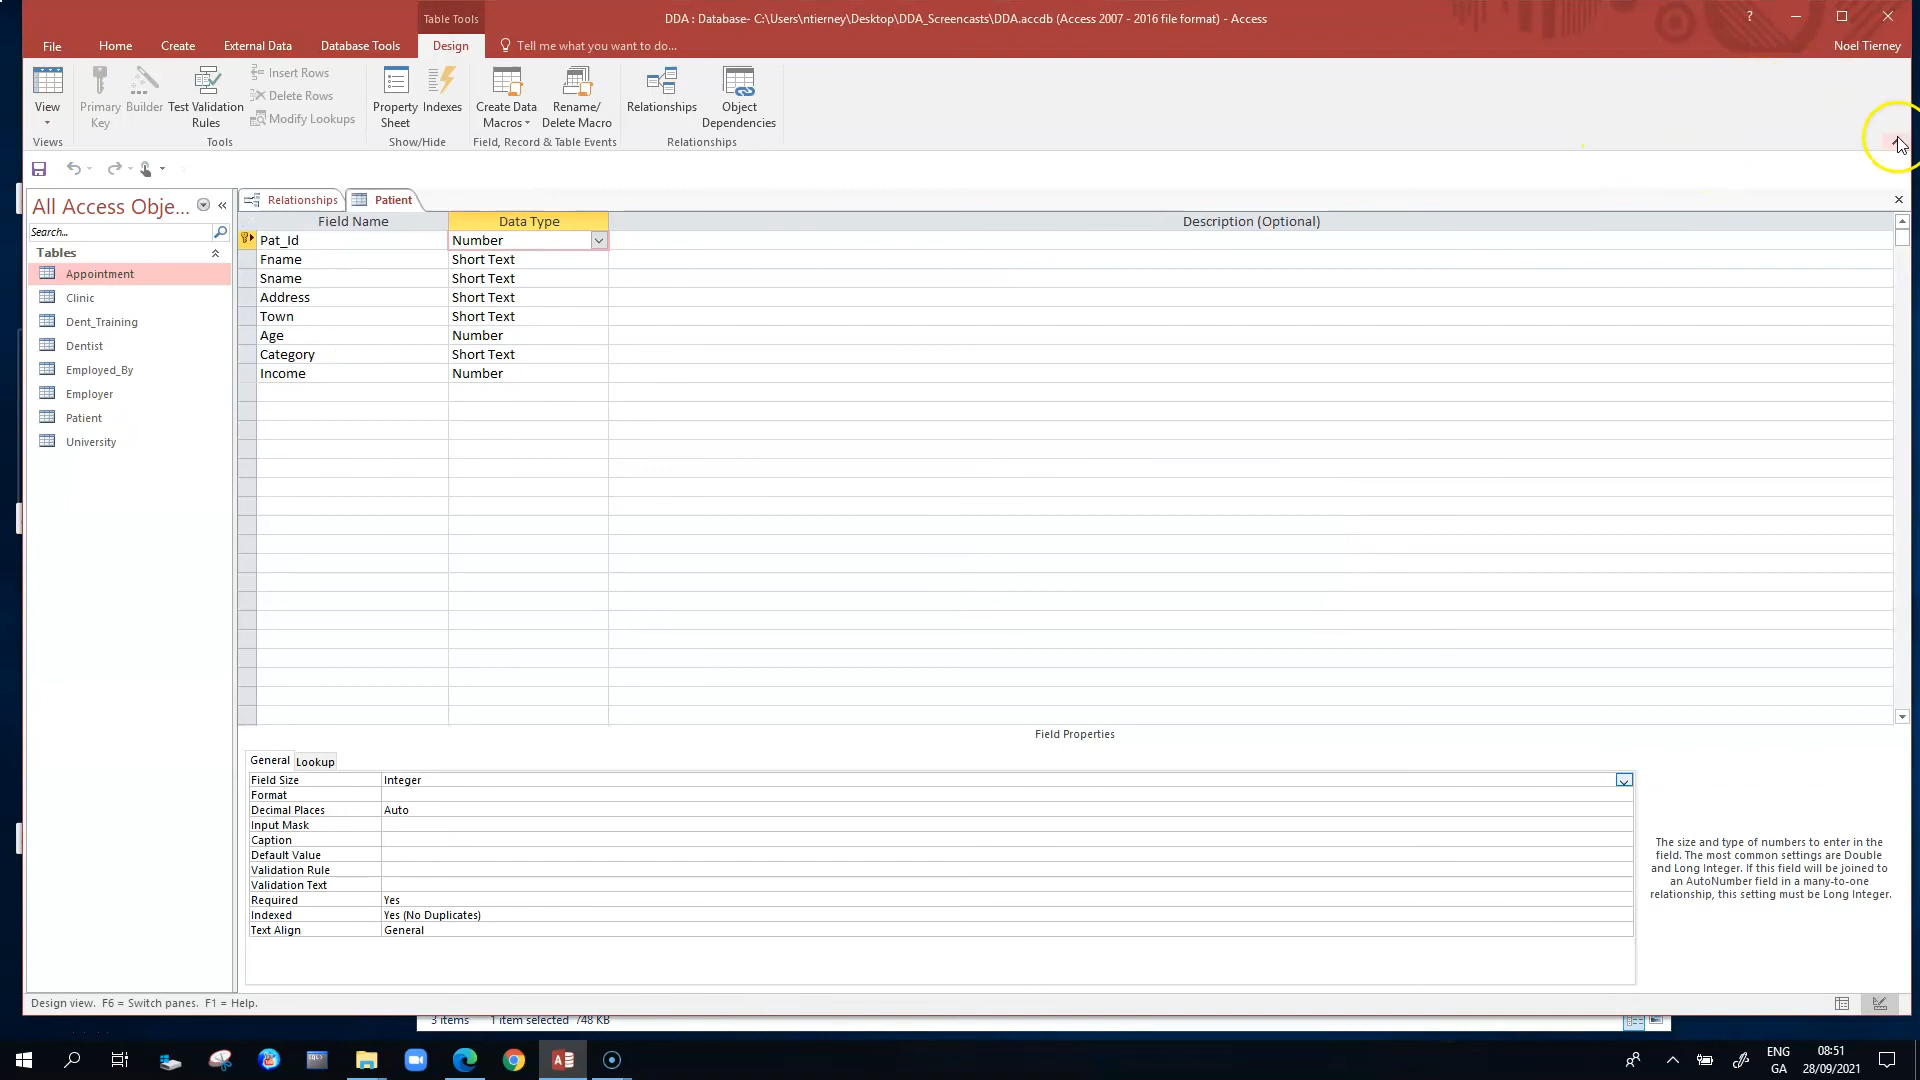 Table Tools
DDA : Database- C:\Users\ntierney\Desktop\DDA_Screencasts\DDA.accdb (Access 2007 - 2016 file format) - Access
?
File
Home
Create
External Data
Database Tools
Design
Tell me what you want to do...
Noel Tierney
View
Primary Key
Builder
Test Validation Rules
Insert Rows
Delete Rows
Modify Lookups
Property Sheet
Indexes
Create Data Macros
Rename/ Delete Macro
Relationships
Object Dependencies
Views
Tools
Show/Hide
Field, Record & Table Events
Relationships
All Access Obje...
Search...
Tables
Appointment
Clinic
Dent_Training
Dentist
Employed_By
Employer
Patient
University
Relationships
Patient
Field Name Data Type Description (Optional)
Pat_Id Number
Fname Short Text
Sname Short Text
Address Short Text
Town Short Text
Age Number
Category Short Text
Income Number
Field Properties
General Lookup
Field Size Integer
Format
Decimal Places Auto
Input Mask
Caption
Default Value
Validation Rule
Validation Text
Required Yes
Indexed Yes (No Duplicates)
Text Align General
The size and type of numbers to enter in the
field. The most common settings are Double
and Long Integer. If this field will be joined to
an AutoNumber field in a many-to-one
relationship, this setting must be Long Integer.
Design view. F6 = Switch panes. F1 = Help.
3 items 1 item selected 748 KB
ENG
GA
08:51
28/09/2021